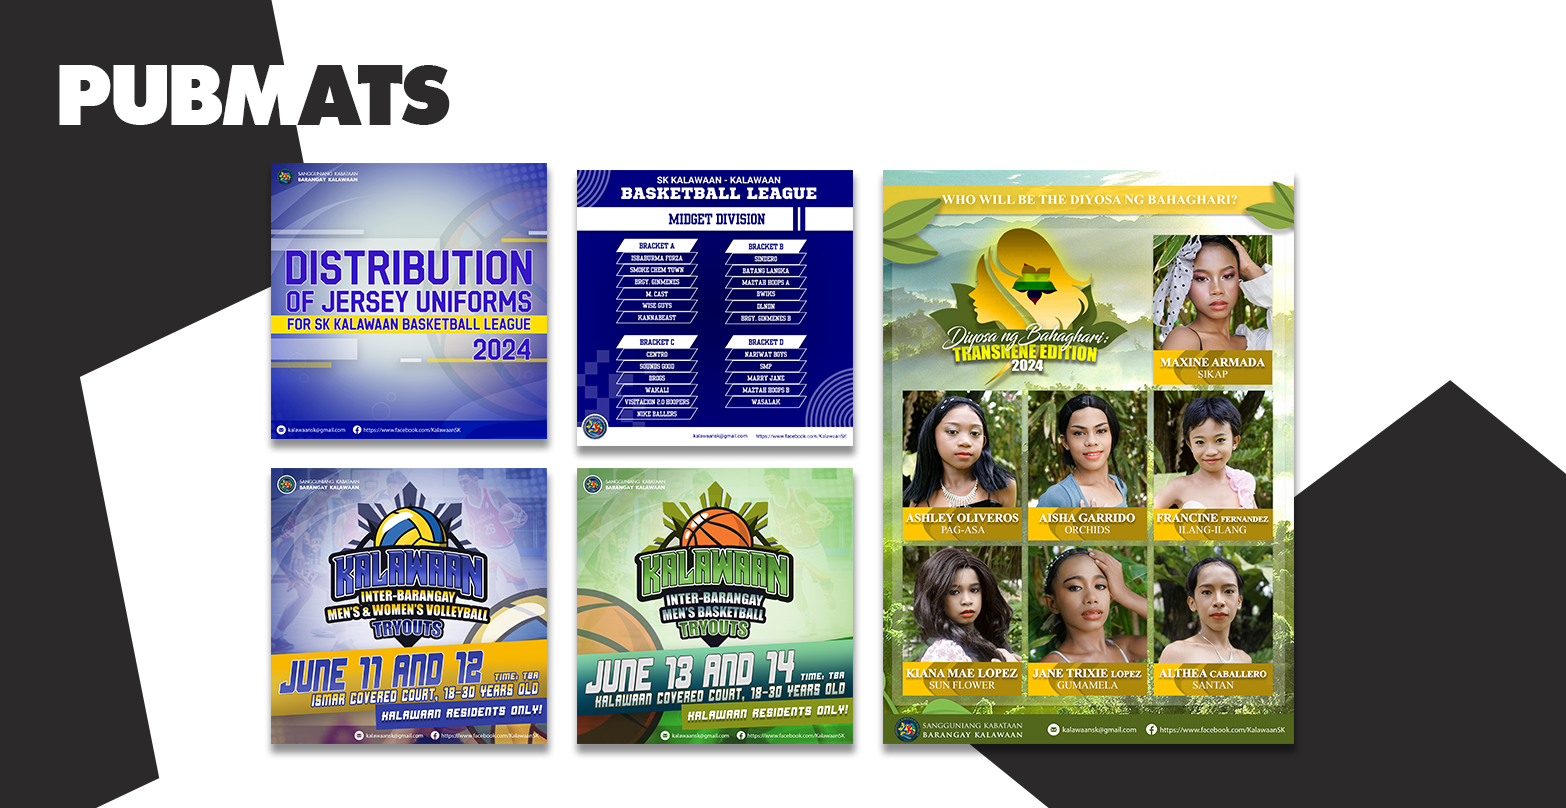 PUBMATS
SANGGUNIANG KABATAAN
BARANGAY KALAWAAN
DISTRIBUTION
OF JERSEY UNIFORMS
FOR SK KALAWAAN BASKETBALL LEAGUE
2024
kalawaansk@gmail.com
https://www.facebook.com/KalawaanSK
SK KALAWAAN - KALAWAAN
BASKETBALL LEAGUE
MIDGET DIVISION
BRACKET A
ISBABURMA FORZA
SMOKE CHEM TOWN
BRGY. GINMENES
M. CAST
WISE GUYS
KANNABEAST
BRACKET B
SINDERO
BATANG LANGKA
MAZTAH HOOPS A
BWIKS
DLNDN
BRGY. GINMENES B
BRACKET C
CENTRO
SOUNDS GOOD
BROGS
WAKALI
VISITACION 2.0 HOOPERS
NIKE BALLERS
BRACKET D
NARIWAT BOYS
SMP
MARRY JANE
MAZTAH HOOPS B
WASALAK
kalawaansk@gmail.com
https://www.facebook.com/KalawaanSK
SANGGUNIANG KABATAAN
BARANGAY KALAWAAN
KALAWAAN
INTER-BARANGAY
MEN'S & WOMEN'S VOLLEYBALL
TRYOUTS
JUNE 11 AND 12
TIME: TBA
ISMAR COVERED COURT, 18-30 YEARS OLD
KALAWAAN RESIDENTS ONLY!
kalawaansk@gmail.com
https://www.facebook.com/KalawaanSK
SANGGUNIANG KABATAAN
BARANGAY KALAWAAN
KALAWAAN
INTER-BARANGAY
MEN'S BASKETBALL
TRYOUTS
JUNE 13 AND 14
TIME: TBA
KALAWAAN COVERED COURT, 18-30 YEARS OLD
KALAWAAN RESIDENTS ONLY!
kalawaansk@gmail.com
https://www.facebook.com/KalawaanSK
WHO WILL BE THE DIYOSA NG BAHAGHARI?
Diyosa ng Bahaghari:
TRANSKENE EDITION
2024
MAXINE ARMADA
SIKAP
ASHLEY OLIVEROS
PAG-ASA
AISHA GARRIDO
ORCHIDS
FRANCINE FERNANDEZ
ILANG-ILANG
KIANA MAE LOPEZ
SUN FLOWER
JANE TRIXIE LOPEZ
GUMAMELA
ALTHEA CABALLERO
SANTAN
SANGGUNIANG KABATAAN
BARANGAY KALAWAAN
kalawaansk@gmail.com
https://www.facebook.com/KalawaanSK